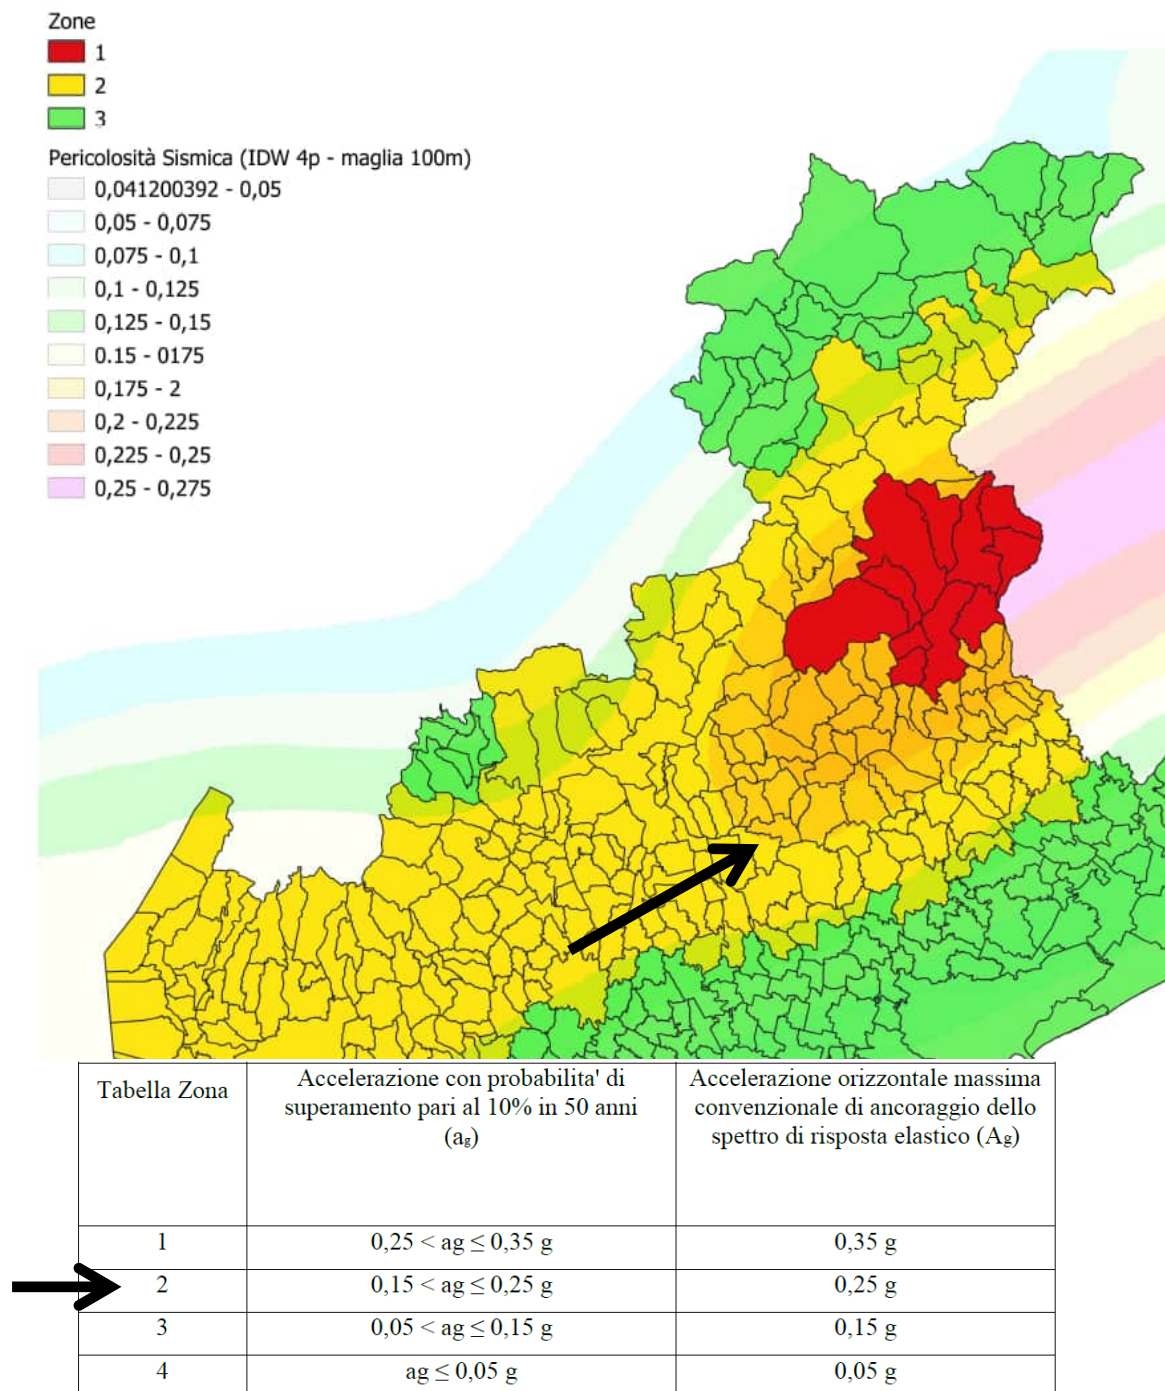 Zone
1
2
3
Pericolosità Sismica (IDW 4p - maglia 100m)
0,041200392 - 0,05
0,05 - 0,075
0,075 - 0,1
0,1 - 0,125
0,125 - 0,15
0.15 - 0175
0,175 - 2
0,2 - 0,225
0,225 - 0,25
0,25 - 0,275
Tabella Zona
Accelerazione con probabilita' di
superamento pari al 10% in 50 anni
(ag)
Accelerazione orizzontale massima
convenzionale di ancoraggio dello
spettro di risposta elastico (Ag)
1 0,25 < ag ≤ 0,35 g 0,35 g
2 0,15 < ag ≤ 0,25 g 0,25 g
3 0,05 < ag ≤ 0,15 g 0,15 g
4 ag ≤ 0,05 g 0,05 g